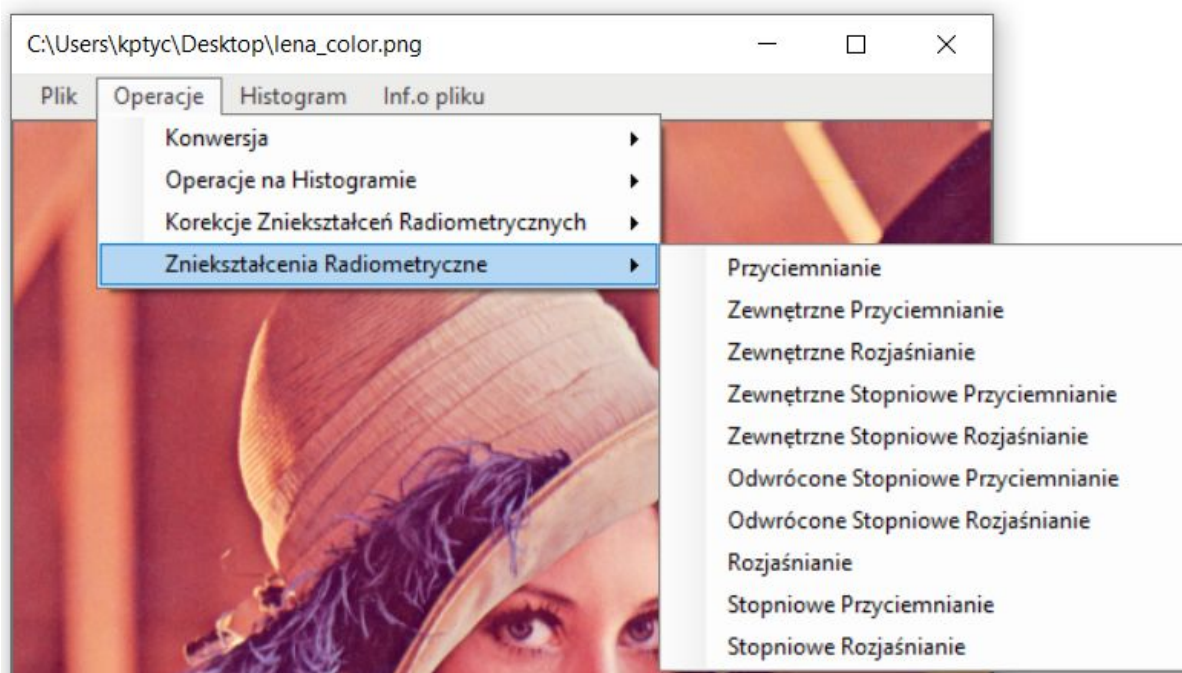 C:\Users\kptyc\Desktop\lena_color.png
Plik Operacje Histogram Inf.o pliku
Konwersja
Operacje na Histogramie
Korekcje Zniekształceń Radiometrycznych
Zniekształcenia Radiometryczne
Przyciemnianie
Zewnętrzne Przyciemnianie
Zewnętrzne Rozjaśnianie
Zewnętrzne Stopniowe Przyciemnianie
Zewnętrzne Stopniowe Rozjaśnianie
Odwrócone Stopniowe Przyciemnianie
Odwrócone Stopniowe Rozjaśnianie
Rozjaśnianie
Stopniowe Przyciemnianie
Stopniowe Rozjaśnianie